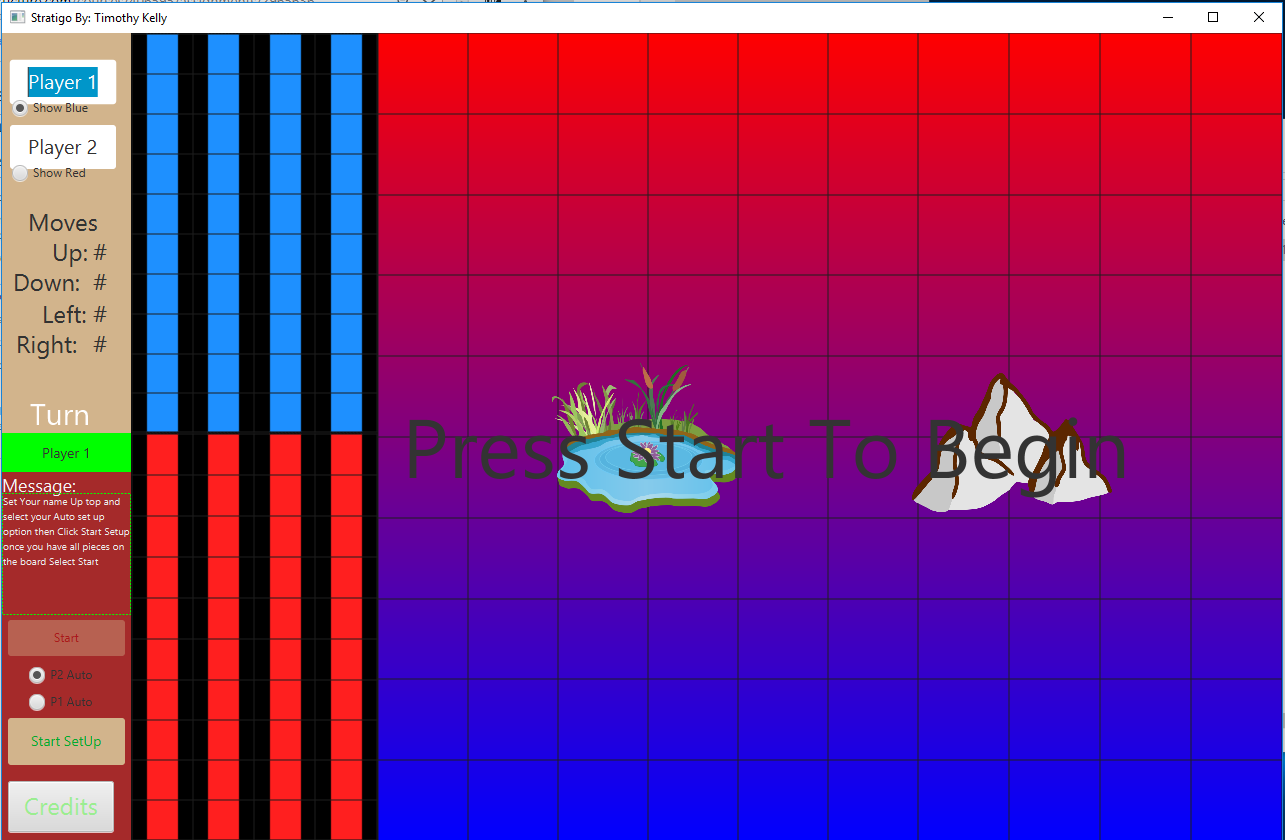 Stratigo By: Timothy Kelly
Player 1
Show Blue
Player 2
Show Red
Moves
Up: #
Down: #
Left: #
Right: #
Turn
Player 1
Message:
Set Your name Up top and
select your Auto set up
option then Click Start Setup
once you have all pieces on
the board Select Start
Start
P2 Auto
P1 Auto
Start SetUp
Credits
Press Start To Begin